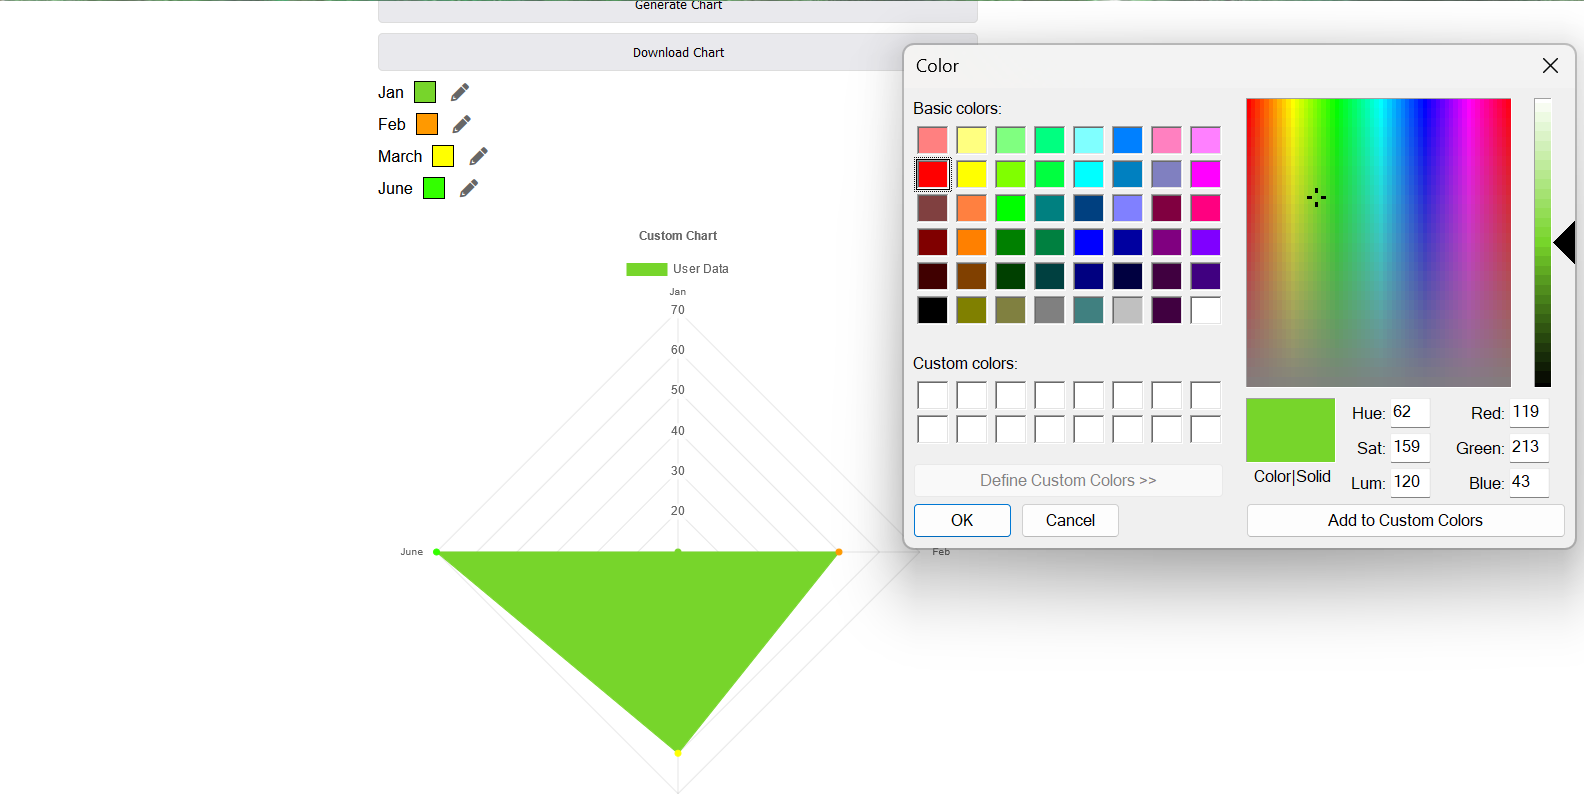 Generate Chart
Download Chart
Jan
Feb
March
June
Custom Chart
User Data
Jan
70
60
50
40
30
20
June
Feb
Color
Basic colors:
Custom colors:
Define Custom Colors >>
OK
Cancel
Color|Solid
Hue: 62
Sat: 159
Lum: 120
Red: 119
Green: 213
Blue: 43
Add to Custom Colors